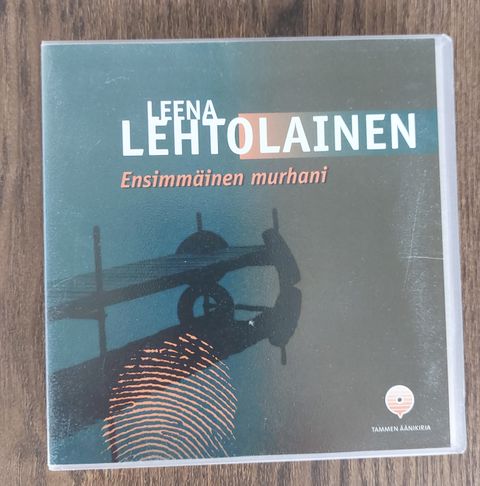 LEENA
LEHTOLAINEN
Ensimmäinen murhani
TAMMEN ÄÄNIKIRJA